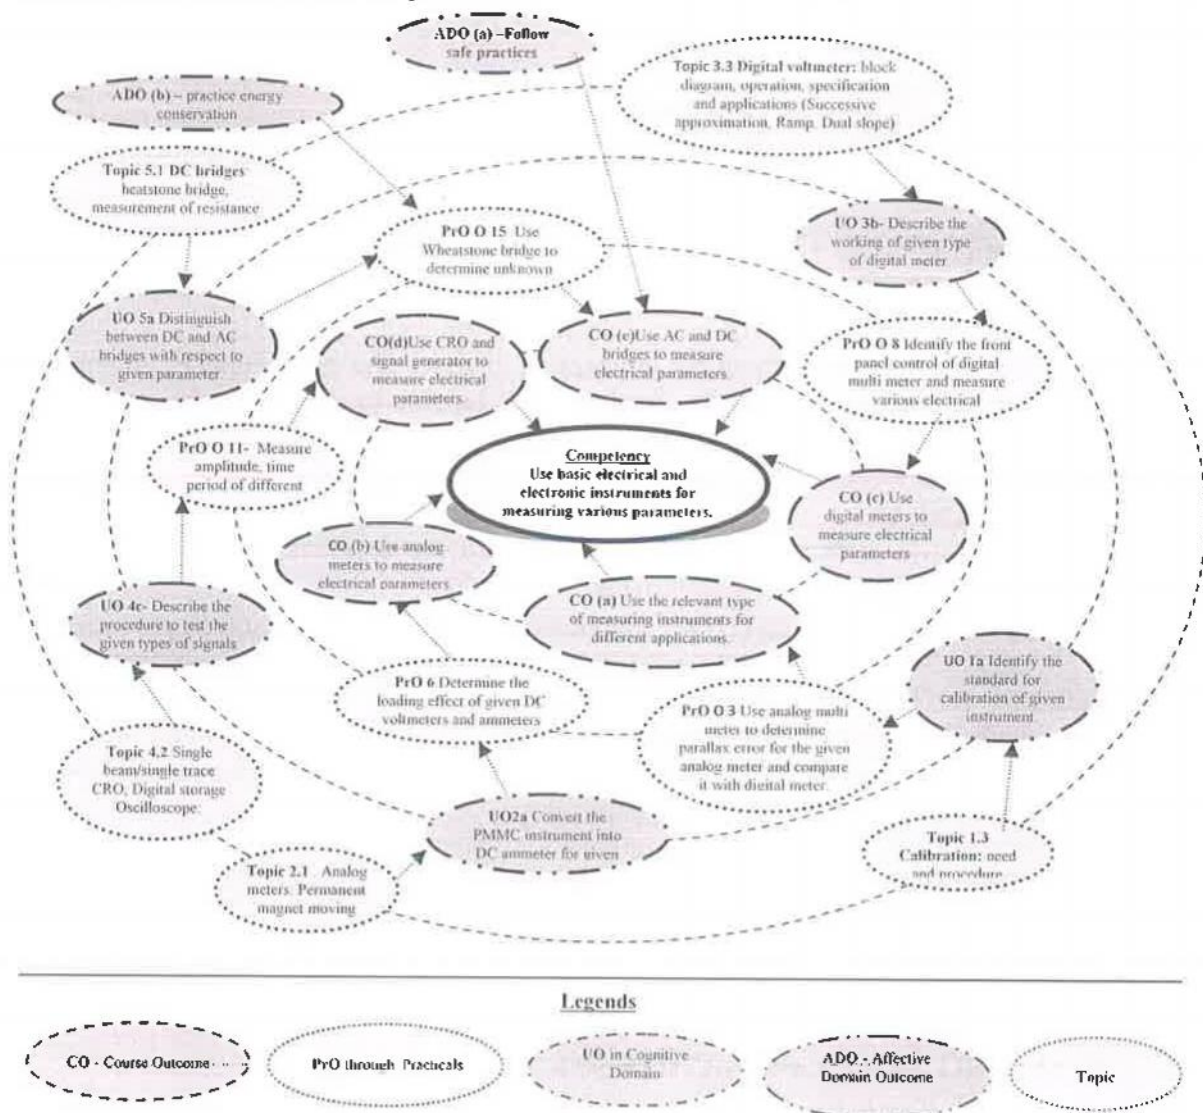 ADO (a) –Follow
safe practices
ADO (b) – practice energy
conservation
Topic 3.3 Digital voltmeter: block
diagram, operation, specification
and applications (Successive
approximation, Ramp, Dual slope)
Topic 5.1 DC bridges
heatstone bridge,
measurement of resistance
PrO O 15 Use
Wheatstone bridge to
determine unknown
UO 3b- Describe the
working of given type
of digital meter
UO 5a Distinguish
between DC and AC
bridges with respect to
given parameter.
CO(d)Use CRO and
signal generator to
measure electrical
parameters.
CO (e)Use AC and DC
bridges to measure
electrical parameters.
PrO O 8 Identify the front
panel control of digital
multi meter and measure
various electrical
PrO O 11- Measure
amplitude, time
period of different
Competency
Use basic electrical and
electronic instruments for
measuring various parameters.
CO (c) Use
digital meters to
measure electrical
parameters
CO (b) Use analog
meters to measure
electrical parameters
UO 4c- Describe the
procedure to test the
given types of signals
CO (a) Use the relevant type
of measuring instruments for
different applications.
UO 1a Identify the
standard for
calibration of given
instrument
PrO 6 Determine the
loading effect of given DC
voltmeters and ammeters
PrO O 3 Use analog multi
meter to determine
parallax error for the given
analog meter and compare
it with digital meter.
Topic 4.2 Single
beam/single trace
CRO, Digital storage
Oscilloscope.
UO2a Convert the
PMMC instrument into
DC ammeter for given
Topic 1.3
Calibration: need
and procedure
Topic 2.1 . Analog
meters: Permanent
magnet moving
Legends
CO - Course Outcome
PrO through Practicals
UO in Cognitive
Domain
ADO - Affective
Domain Outcome
Topic